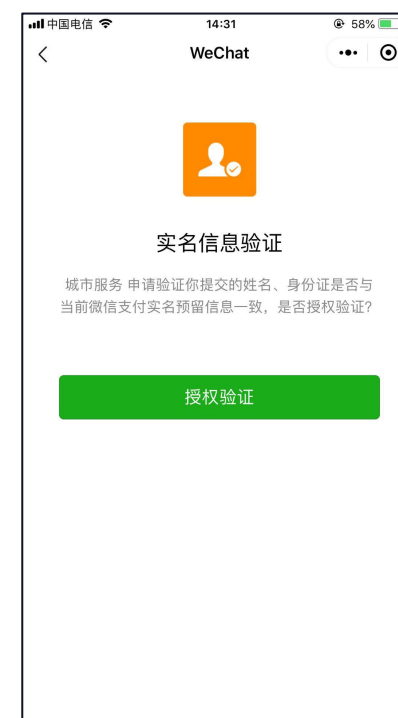 中国电信 14:31 58%
WeChat
实名信息验证
城市服务 申请验证你提交的姓名、身份证是否与
当前微信支付实名预留信息一致，是否授权验证？
授权验证